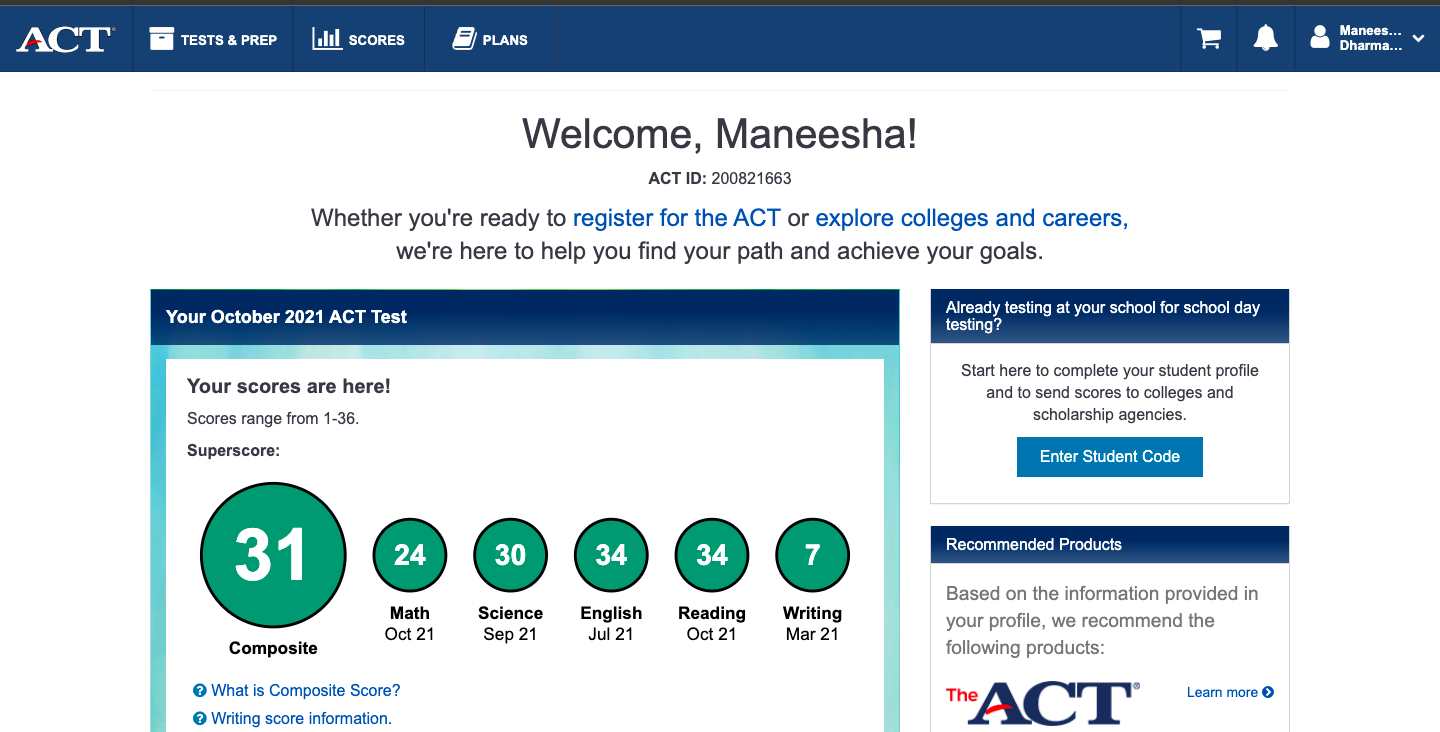 ACT
TESTS & PREP
SCORES
PLANS
Manees...
Dharma...
Welcome, Maneesha!
ACT ID: 200821663
Whether you're ready to register for the ACT or explore colleges and careers,
we're here to help you find your path and achieve your goals.
Your October 2021 ACT Test
Your scores are here!
Scores range from 1-36.
Superscore:
31
Composite
24
Math
Oct 21
30
Science
Sep 21
34
English
Jul 21
34
Reading
Oct 21
7
Writing
Mar 21
What is Composite Score?
Writing score information.
Already testing at your school for school day
testing?
Start here to complete your student profile
and to send scores to colleges and
scholarship agencies.
Enter Student Code
Recommended Products
Based on the information provided in
your profile, we recommend the
following products:
The ACT®
Learn more